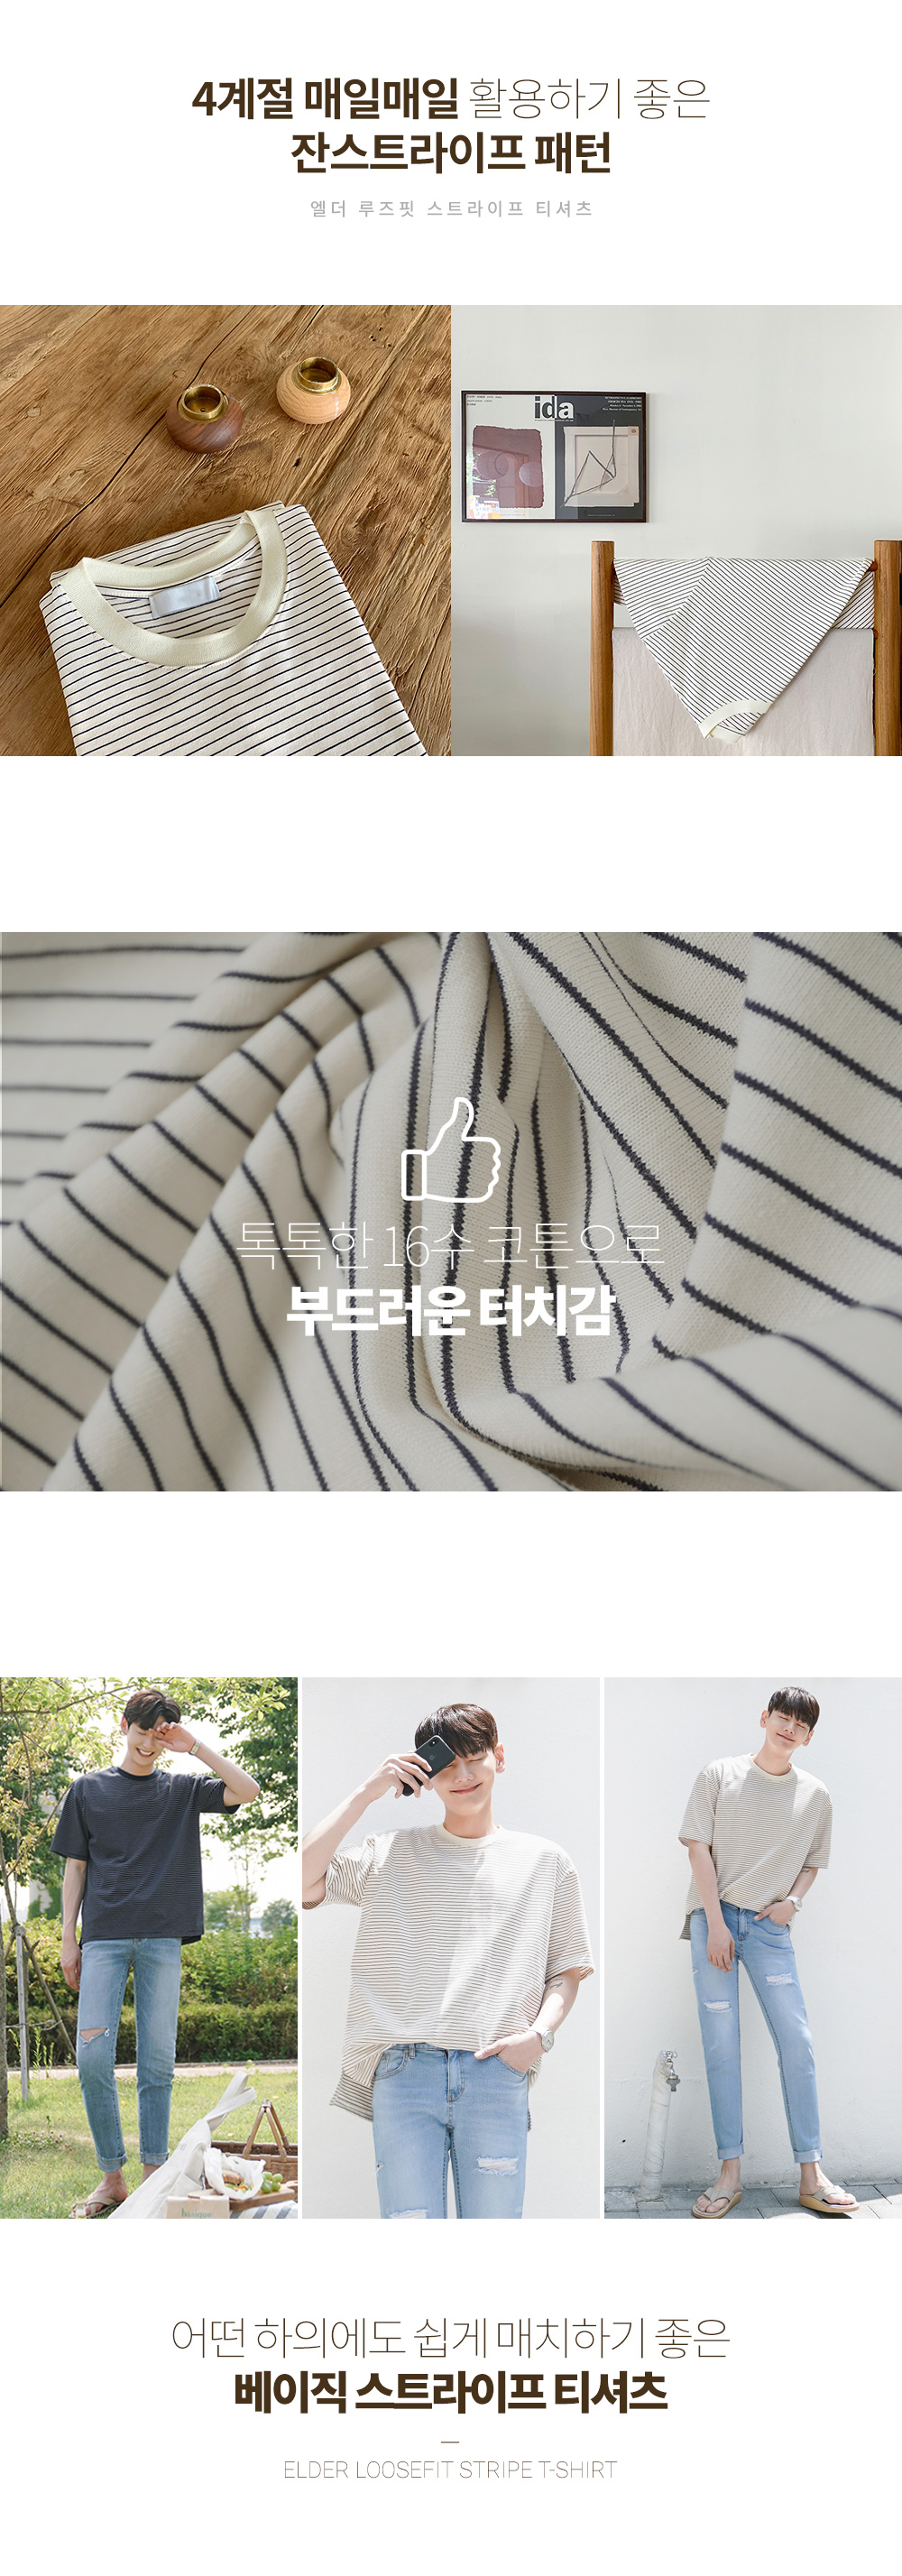 4계절 매일매일 활용하기 좋은
잔스트라이프 패턴
엘더 루즈핏 스트라이프 티셔츠
ida
톡톡한 16수 코튼으로
부드러운 터치감
어떤 하의에도 쉽게 매치하기 좋은
베이직 스트라이프 티셔츠
ELDER LOOSEFIT STRIPE T-SHIRT